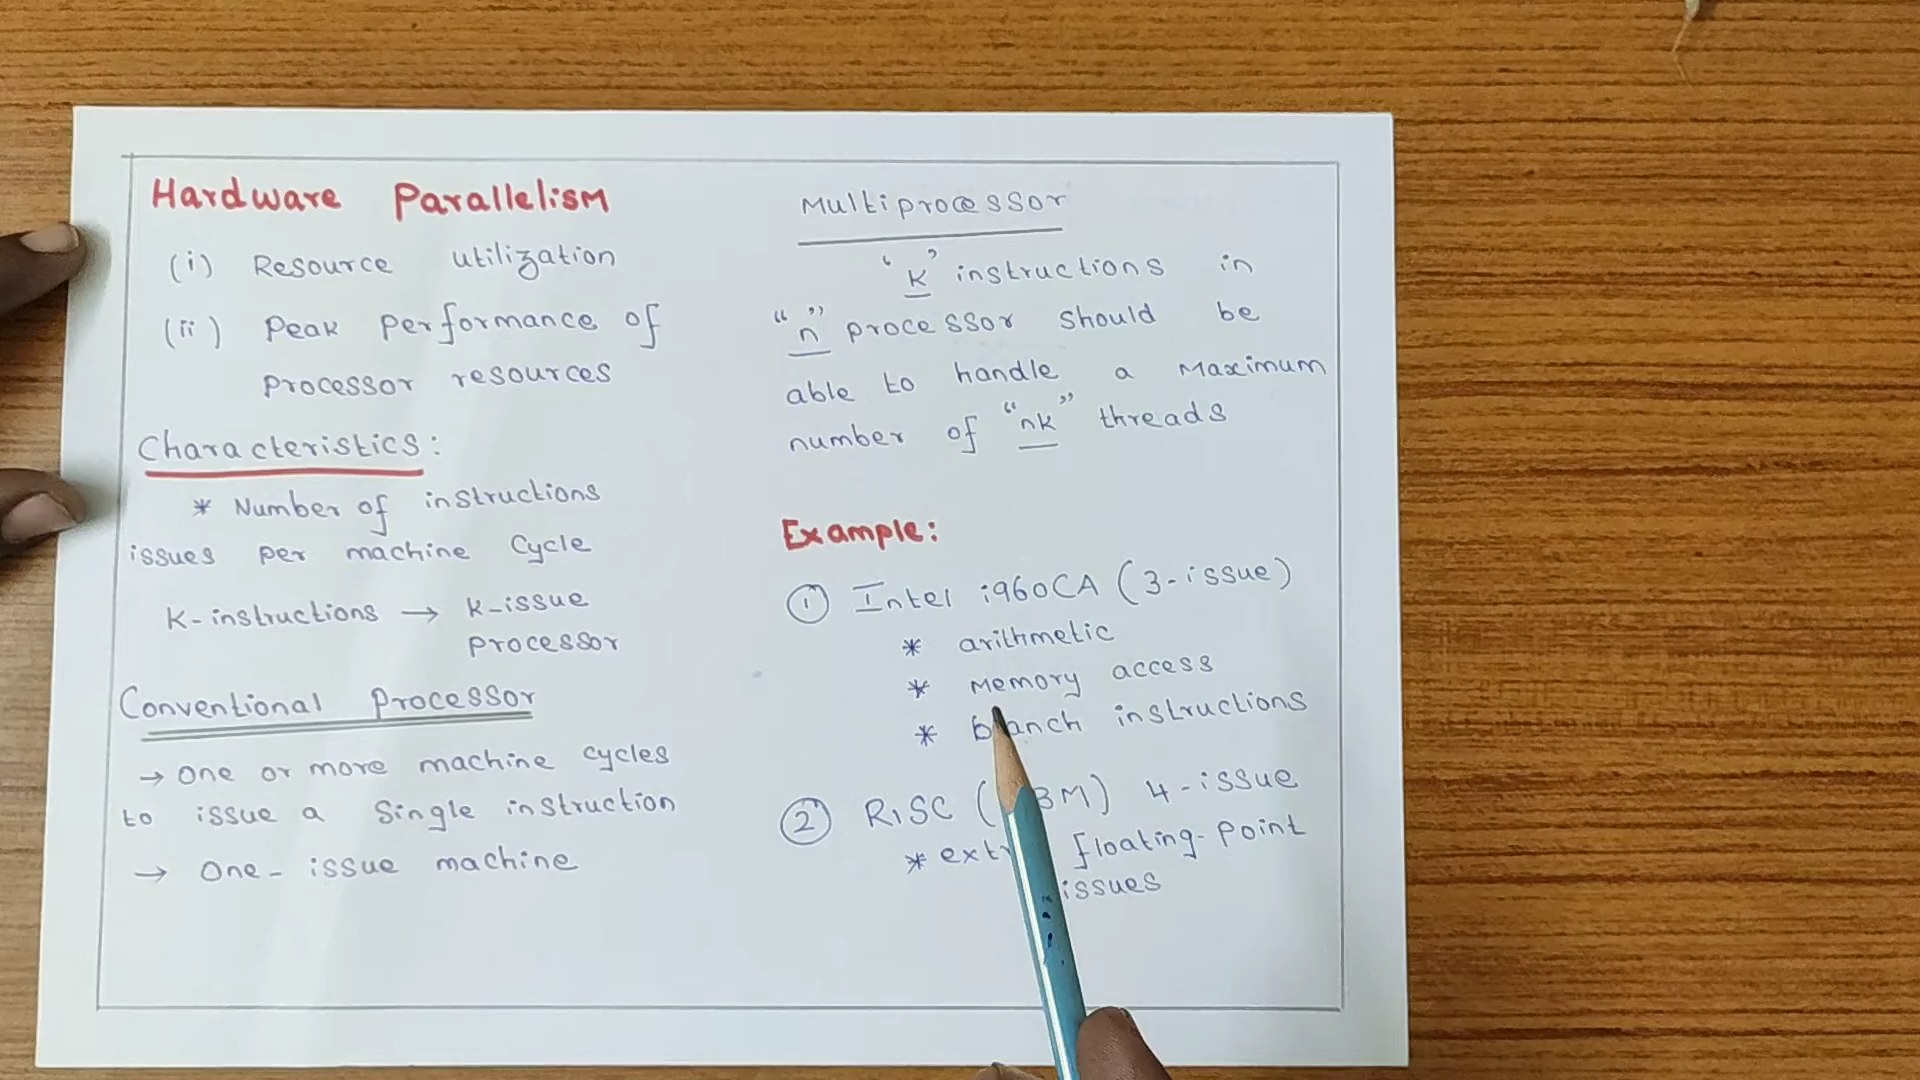 Hardware Parallelism
(i) Resource utilization
(ii) Peak performance of
processor resources
Characteristics:
* Number of instructions
issues per machine cycle
K-instructions → K-issue
processor
Conventional Processor
→ One or more machine cycles
to issue a single instruction
→ One-issue machine
Multiprocessor
'K' instructions in
"n" processor should be
able to handle a maximum
number of "nk" threads
Example:
① Intel i960CA (3-issue)
* arithmetic
* memory access
* branch instructions
② RISC ( BM) 4-issue
* floating-point
issues